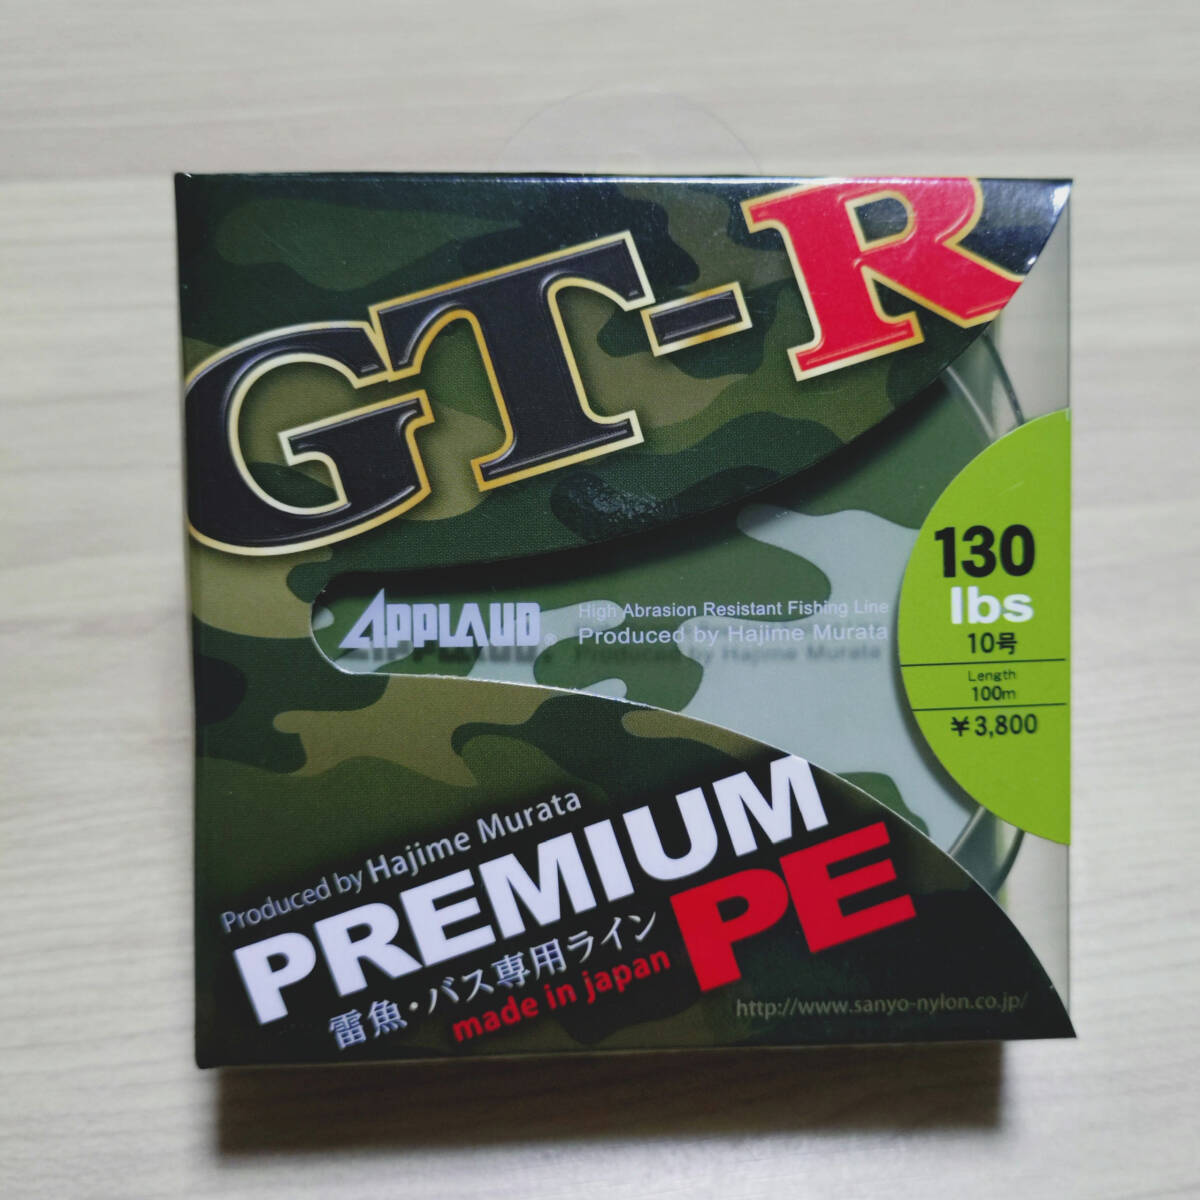 GT-R
APPLAUD®
High Abrasion Resistant Fishing Line
Produced by Hajime Murata
130
lbs
10号
Length
100m
¥3,800
Produced by Hajime Murata
PREMIUM
PE
雷魚・バス専用ライン
made in japan
http://www.sanyo-nylon.co.jp/